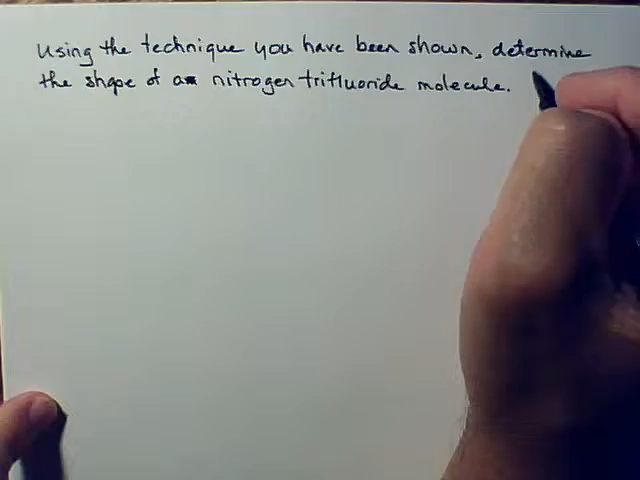 Using the technique you have been shown, determine
the shape of a nitrogen trifluoride molecule.